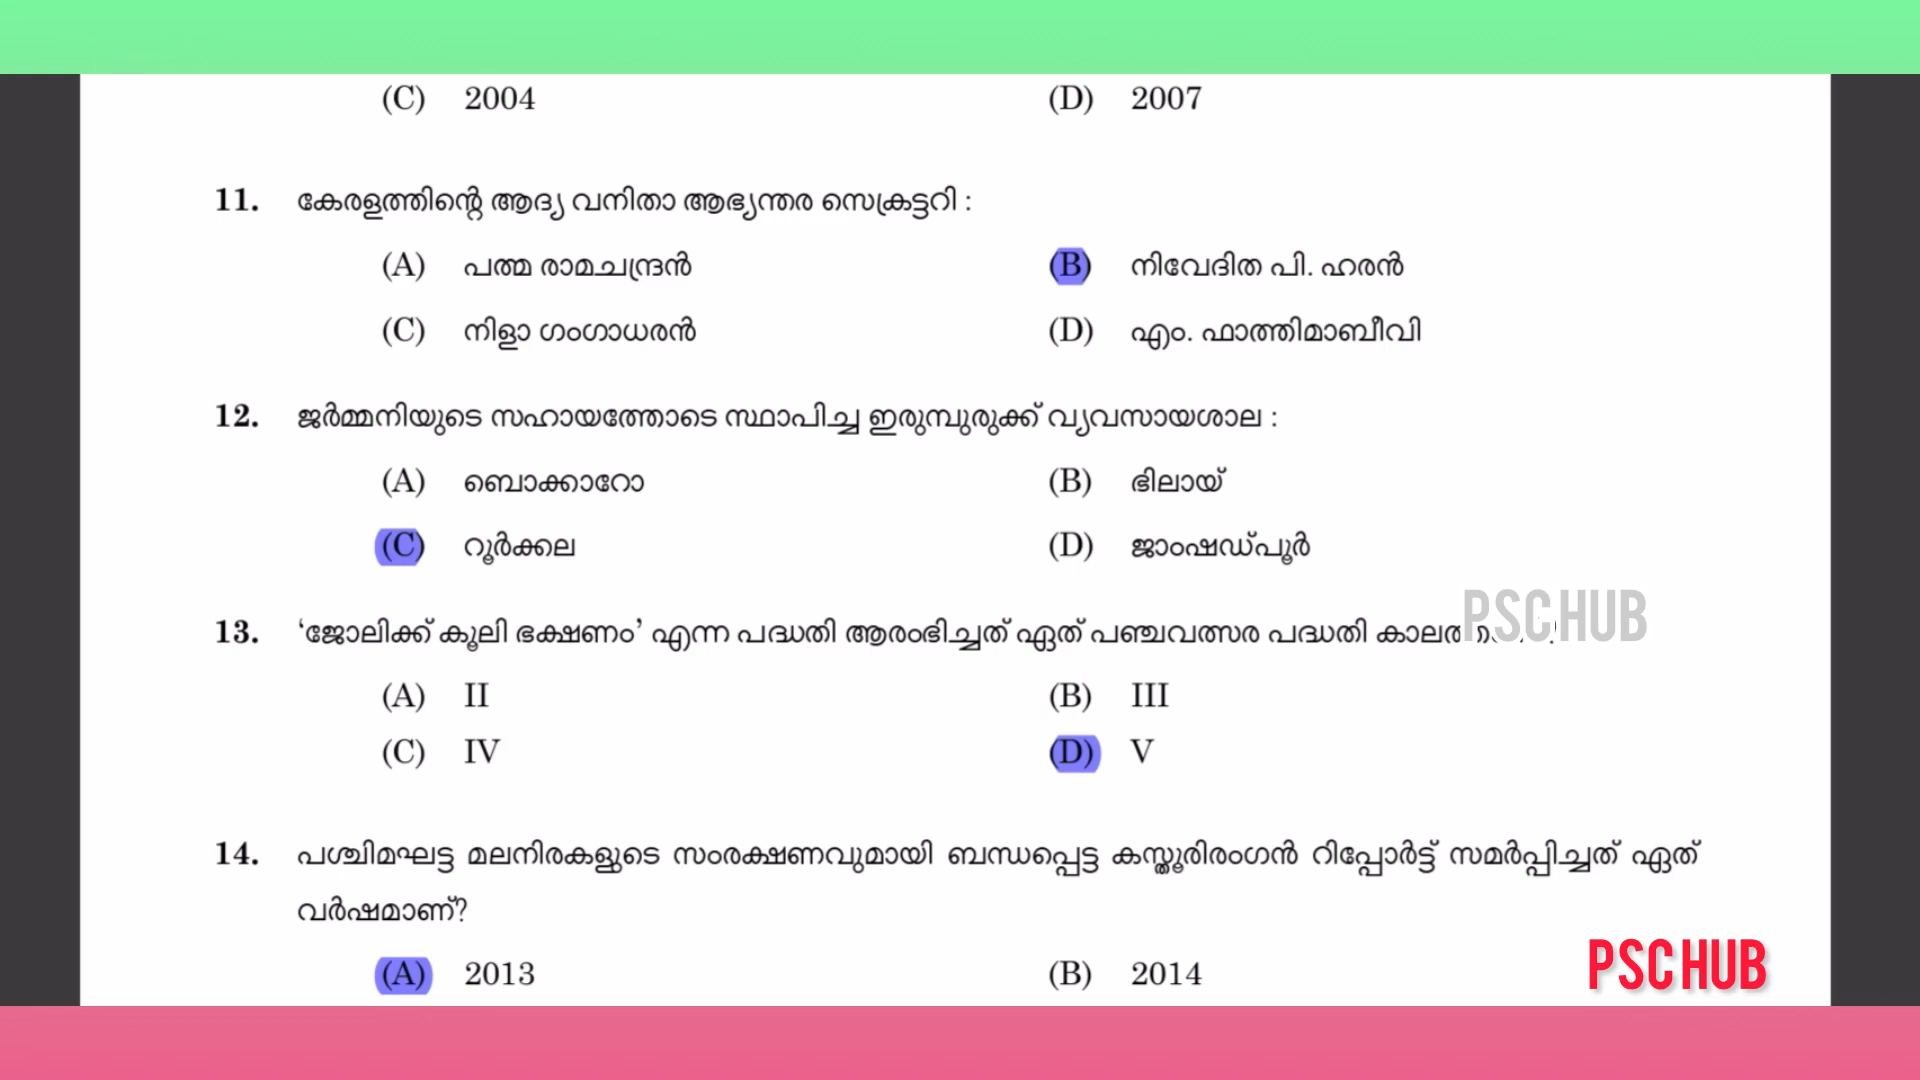 (C) 2004 (D) 2007
11. കേരളത്തിന്റെ ആദ്യ വനിതാ ആഭ്യന്തര സെക്രട്ടറി :
(A) പത്മ രാമചന്ദ്രൻ (B) നിവേദിത പി. ഹരൻ
(C) നിളാ ഗംഗാധരൻ (D) എം. ഫാത്തിമാബീവി
12. ജർമ്മനിയുടെ സഹായത്തോടെ സ്ഥാപിച്ച ഇരുമ്പുരുക്ക് വ്യവസായശാല :
(A) ബൊക്കാറോ (B) ഭിലായ്
(C) റൂർക്കല (D) ജാംഷഡ്പൂർ
PSC HUB
13. ‘ജോലിക്ക് കൂലി ഭക്ഷണം’ എന്ന പദ്ധതി ആരംഭിച്ചത് ഏത് പഞ്ചവത്സര പദ്ധതി
(A) II (B) III
(C) IV (D) V
14. പശ്ചിമഘട്ട മലനിരകളുടെ സംരക്ഷണവുമായി ബന്ധപ്പെട്ട കസ്തൂരിരംഗൻ റിപ്പോർട്ട് സമർപ്പിച്ചത് ഏത്
വർഷമാണ്?
(A) 2013 (B) 2014
PSC HUB